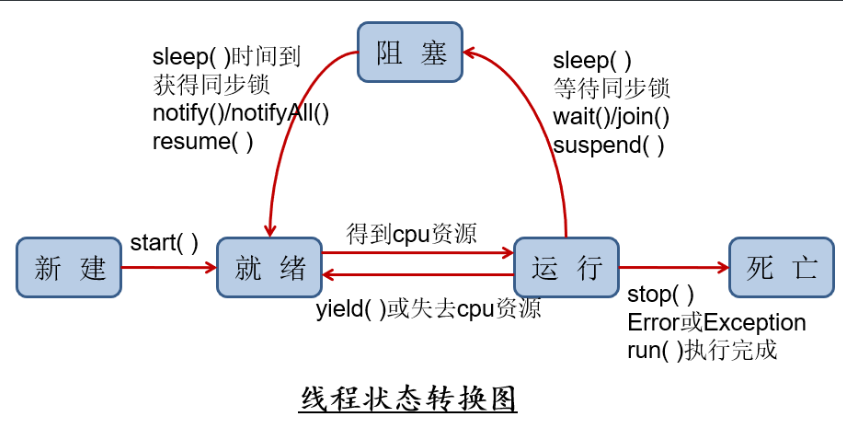 阻 塞
sleep( )时间到
获得同步锁
notify()/notifyAll()
resume( )
sleep( )
等待同步锁
wait()/join()
suspend( )
新 建
start( )
就 绪
得到cpu资源
yield( )或失去cpu资源
运 行
stop( )
Error或Exception
run( )执行完成
死 亡
线程状态转换图